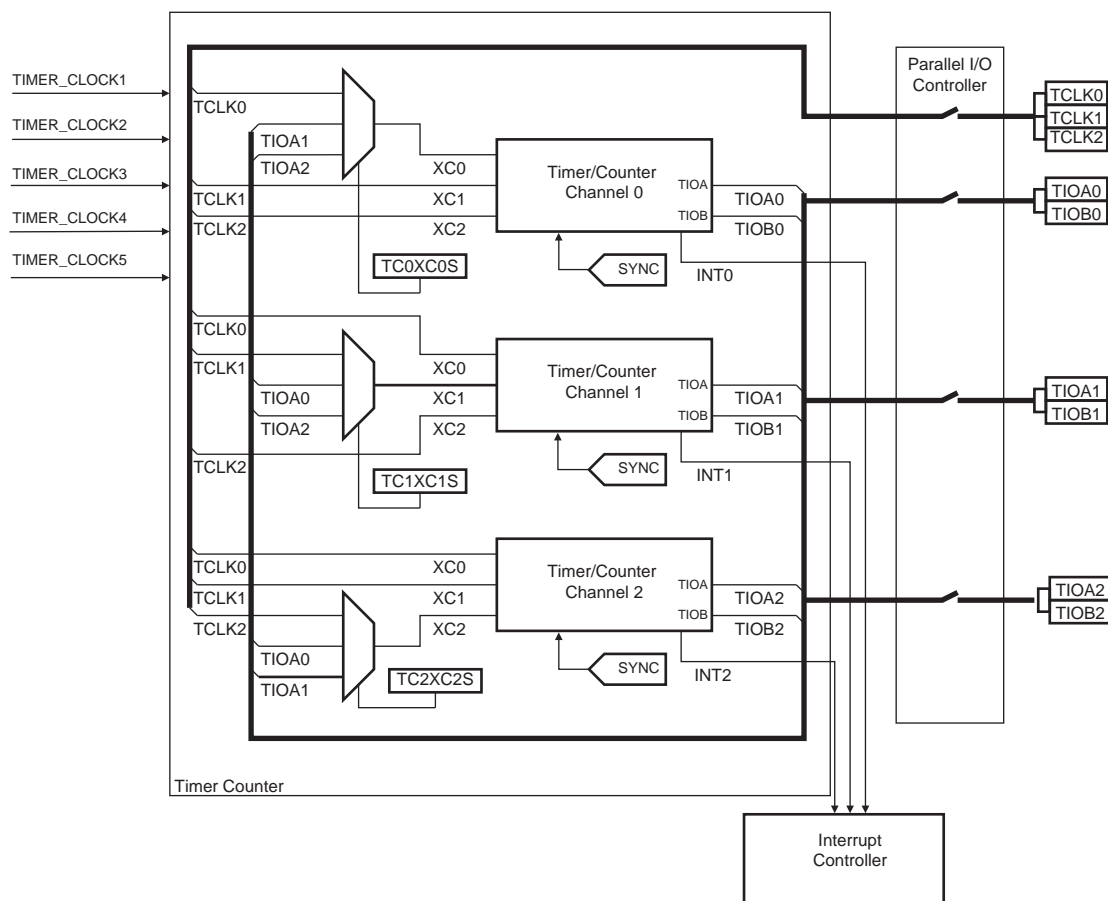 TIMER_CLOCK1
TIMER_CLOCK2
TIMER_CLOCK3
TIMER_CLOCK4
TIMER_CLOCK5
TCLK0
TIOA1
TIOA2
TCLK1
TCLK2
XC0
XC1
XC2
TC0XC0S
Timer/Counter
Channel 0
TIOA
TIOB
TIOA0
TIOB0
SYNC
INT0
TCLK0
TCLK1
TIOA0
TIOA2
TCLK2
XC0
XC1
XC2
TC1XC1S
Timer/Counter
Channel 1
TIOA
TIOB
TIOA1
TIOB1
SYNC
INT1
TCLK0
TCLK1
TCLK2
TIOA0
TIOA1
XC0
XC1
XC2
TC2XC2S
Timer/Counter
Channel 2
TIOA
TIOB
TIOA2
TIOB2
SYNC
INT2
Timer Counter
Parallel I/O
Controller
TCLK0
TCLK1
TCLK2
TIOA0
TIOB0
TIOA1
TIOB1
TIOA2
TIOB2
Interrupt
Controller